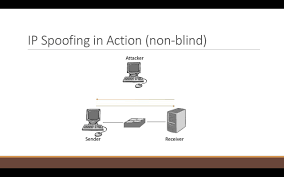 IP Spoofing in Action (non-blind)
Attacker
Sender
Receiver